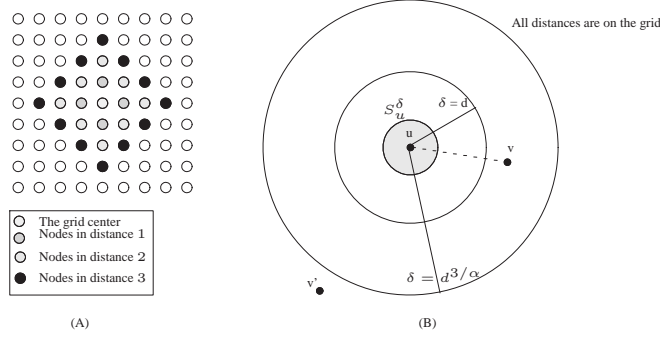 All distances are on the grid
S_u^δ
δ = d
u
v
δ = d^{3/α}
v'
The grid center
Nodes in distance 1
Nodes in distance 2
Nodes in distance 3
(A)
(B)